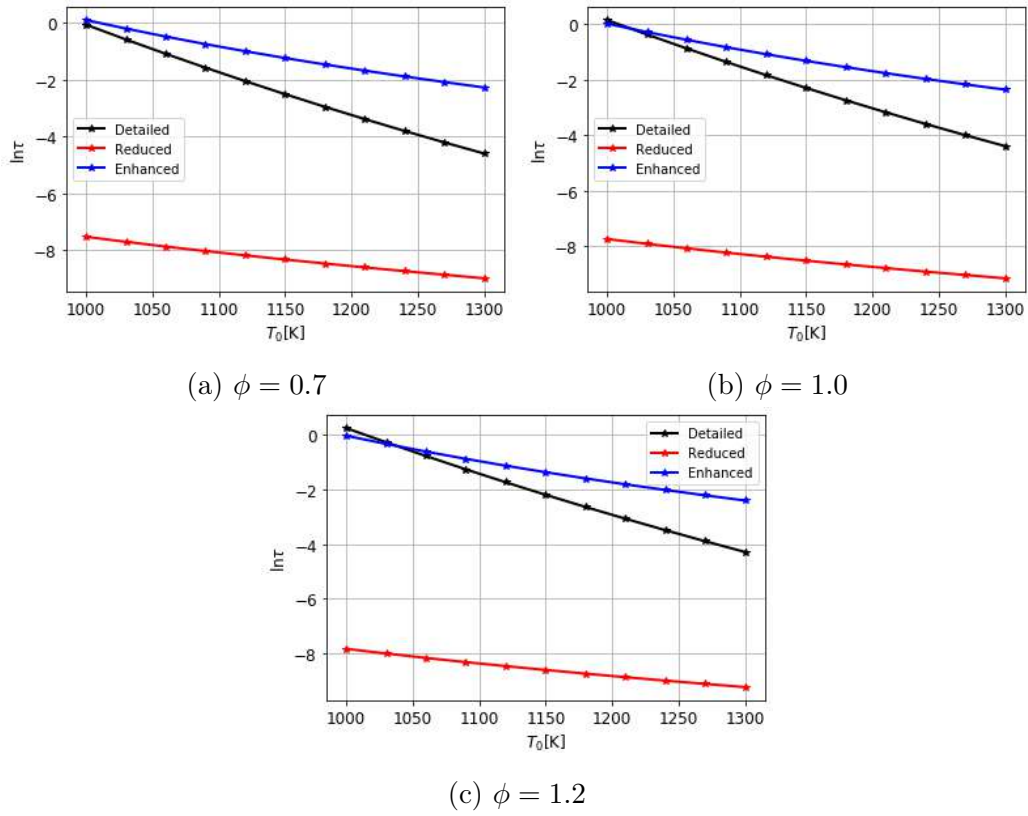 0
−2
−4
−6
−8
lnτ
Detailed
Reduced
Enhanced
1000 1050 1100 1150 1200 1250 1300
T₀[K]
(a) ϕ = 0.7
0
−2
−4
−6
−8
lnτ
Detailed
Reduced
Enhanced
1000 1050 1100 1150 1200 1250 1300
T₀[K]
(b) ϕ = 1.0
0
−2
−4
−6
−8
lnτ
Detailed
Reduced
Enhanced
1000 1050 1100 1150 1200 1250 1300
T₀[K]
(c) ϕ = 1.2